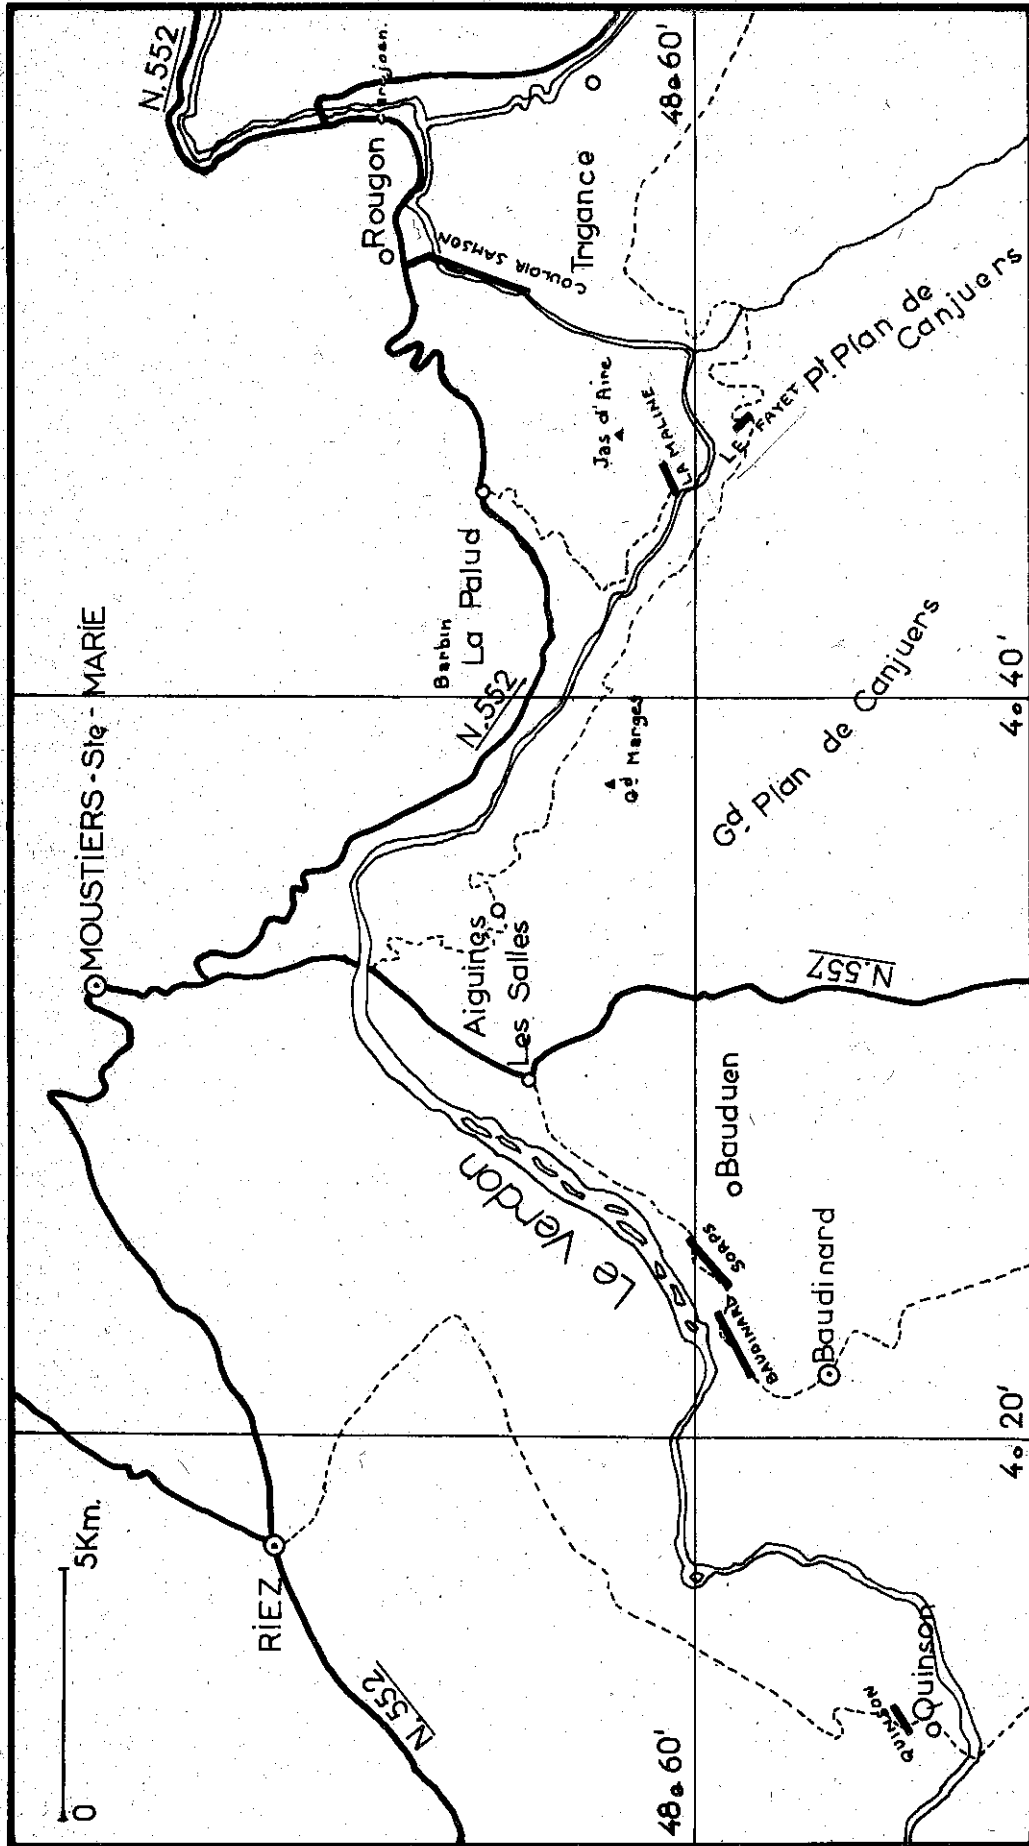 N.552
48ᵍ 60'
Rougon
Trigance
COULOIR SAMSON
Pt. Plan de
Canjuers
Jas d'Aire
LA MALINE
LE FAYET
MOUSTiERS-Ste-MARiE
Barbin
La Palud
N.552
Gd Marges
Gd. Plan de Canjuers
4ᵍ 40'
Aiguines
Les Salles
N.557
Le Verdon
Bauduen
SORPS
BAUDINARD
Baudinard
4ᵍ 20'
5Km.
0
RiEZ
N.552
QUINSON
Quinson
48ᵍ 60'